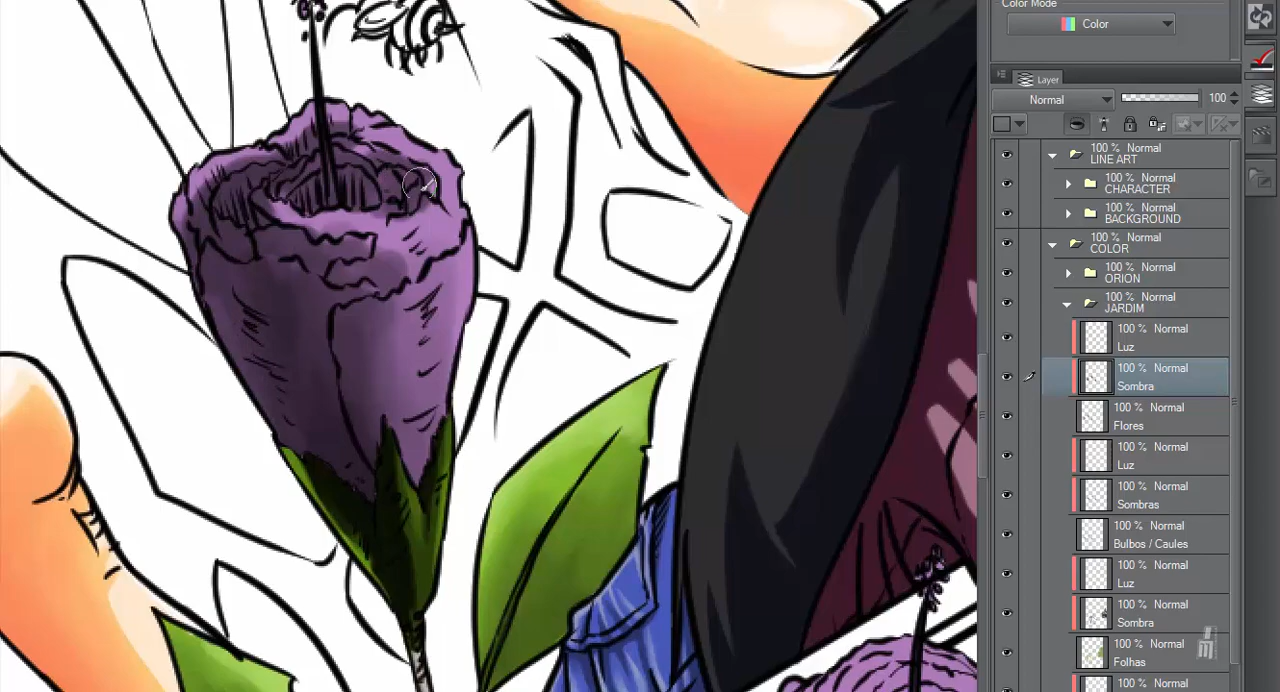 Color Mode
Color
Layer
Normal 100
100 % Normal
LINE ART
100 % Normal
CHARACTER
100 % Normal
BACKGROUND
100 % Normal
COLOR
100 % Normal
ORION
100 % Normal
JARDIM
100 % Normal
Luz
100 % Normal
Sombra
100 % Normal
Flores
100 % Normal
Luz
100 % Normal
Sombras
100 % Normal
Bulbos / Caules
100 % Normal
Luz
100 % Normal
Sombra
100 % Normal
Folhas
100 % Normal